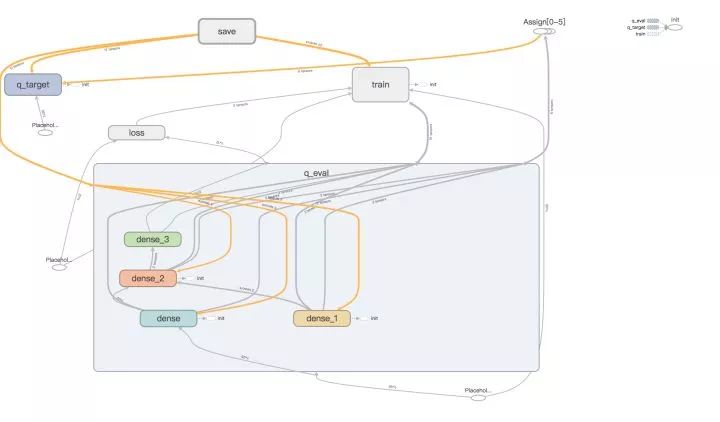 save
Assign[0-5]
q_eval
q_target
train
init
q_target
init
train
init
Placehol...
loss
q_eval
dense_3
dense_2
init
Placehol...
dense
init
dense_1
init
Placehol...